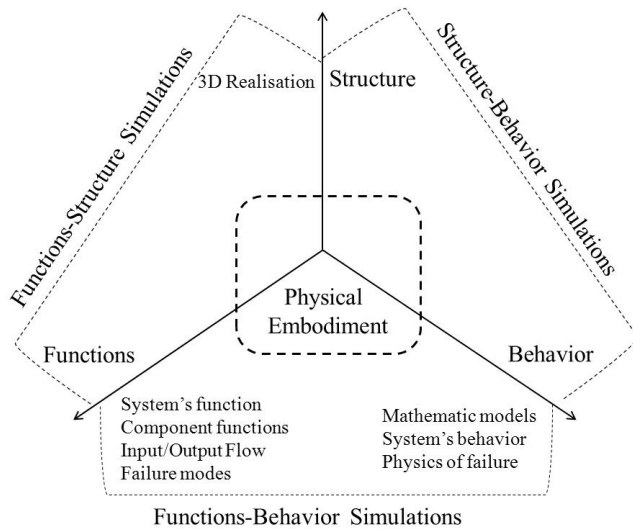 3D Realisation
Structure
Functions-Structure Simulations
Structure-Behavior Simulations
Physical
Embodiment
Functions
Behavior
System's function
Component functions
Input/Output Flow
Failure modes
Mathematic models
System's behavior
Physics of failure
Functions-Behavior Simulations